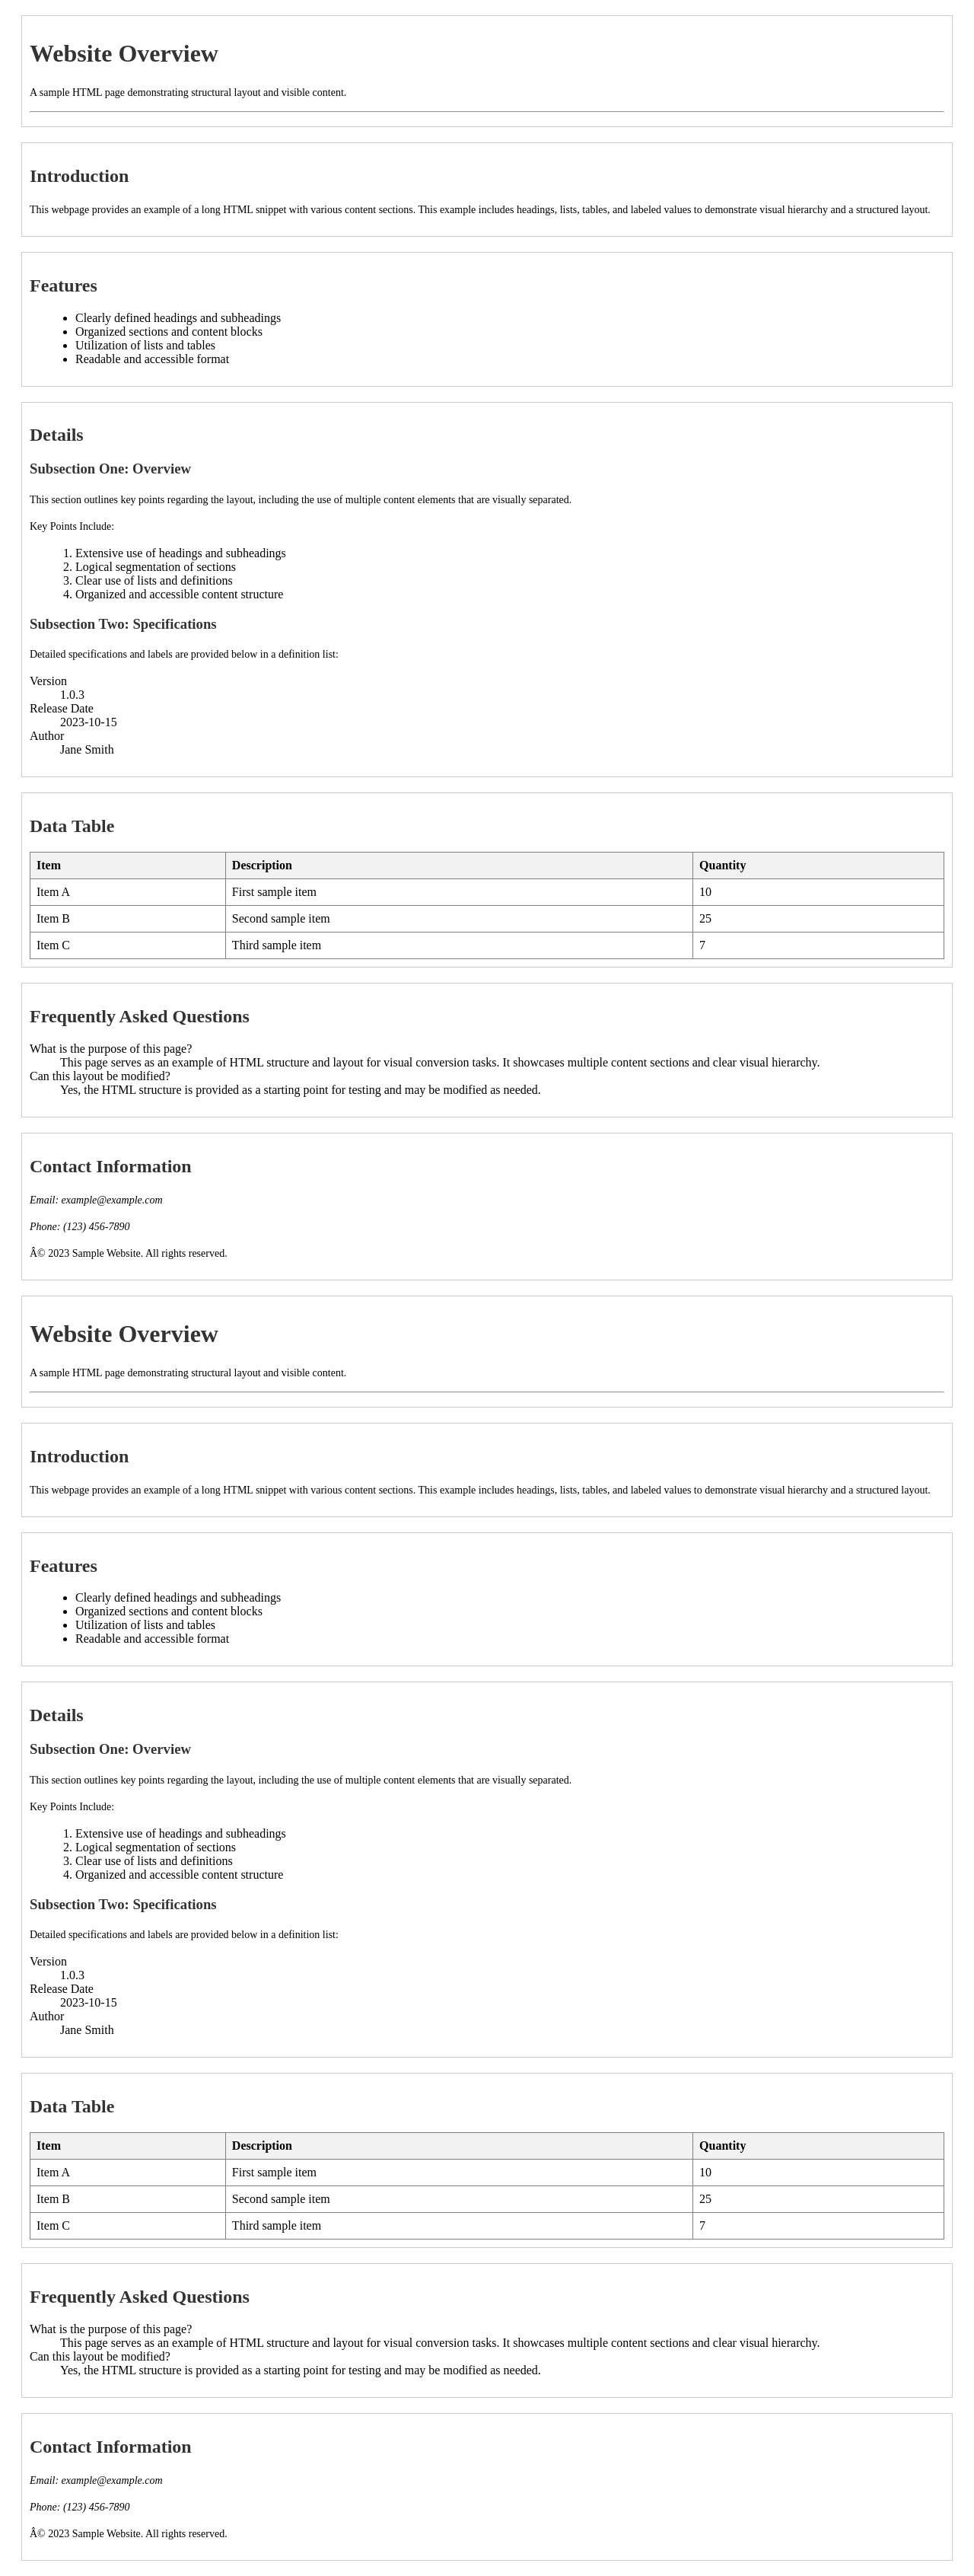 Website Overview
A sample HTML page demonstrating structural layout and visible content.
Introduction
This webpage provides an example of a long HTML snippet with various content sections. This example includes headings, lists, tables, and labeled values to demonstrate visual hierarchy and a structured layout.
Features
• Clearly defined headings and subheadings
• Organized sections and content blocks
• Utilization of lists and tables
• Readable and accessible format
Details
Subsection One: Overview
This section outlines key points regarding the layout, including the use of multiple content elements that are visually separated.
Key Points Include:
1. Extensive use of headings and subheadings
2. Logical segmentation of sections
3. Clear use of lists and definitions
4. Organized and accessible content structure
Subsection Two: Specifications
Detailed specifications and labels are provided below in a definition list:
Version
1.0.3
Release Date
2023-10-15
Author
Jane Smith
Data Table
Item Description Quantity
Item A First sample item 10
Item B Second sample item 25
Item C Third sample item 7
Frequently Asked Questions
What is the purpose of this page?
This page serves as an example of HTML structure and layout for visual conversion tasks. It showcases multiple content sections and clear visual hierarchy.
Can this layout be modified?
Yes, the HTML structure is provided as a starting point for testing and may be modified as needed.
Contact Information
Email: example@example.com
Phone: (123) 456-7890
Â© 2023 Sample Website. All rights reserved.
Website Overview
A sample HTML page demonstrating structural layout and visible content.
Introduction
This webpage provides an example of a long HTML snippet with various content sections. This example includes headings, lists, tables, and labeled values to demonstrate visual hierarchy and a structured layout.
Features
• Clearly defined headings and subheadings
• Organized sections and content blocks
• Utilization of lists and tables
• Readable and accessible format
Details
Subsection One: Overview
This section outlines key points regarding the layout, including the use of multiple content elements that are visually separated.
Key Points Include:
1. Extensive use of headings and subheadings
2. Logical segmentation of sections
3. Clear use of lists and definitions
4. Organized and accessible content structure
Subsection Two: Specifications
Detailed specifications and labels are provided below in a definition list:
Version
1.0.3
Release Date
2023-10-15
Author
Jane Smith
Data Table
Item Description Quantity
Item A First sample item 10
Item B Second sample item 25
Item C Third sample item 7
Frequently Asked Questions
What is the purpose of this page?
This page serves as an example of HTML structure and layout for visual conversion tasks. It showcases multiple content sections and clear visual hierarchy.
Can this layout be modified?
Yes, the HTML structure is provided as a starting point for testing and may be modified as needed.
Contact Information
Email: example@example.com
Phone: (123) 456-7890
Â© 2023 Sample Website. All rights reserved.